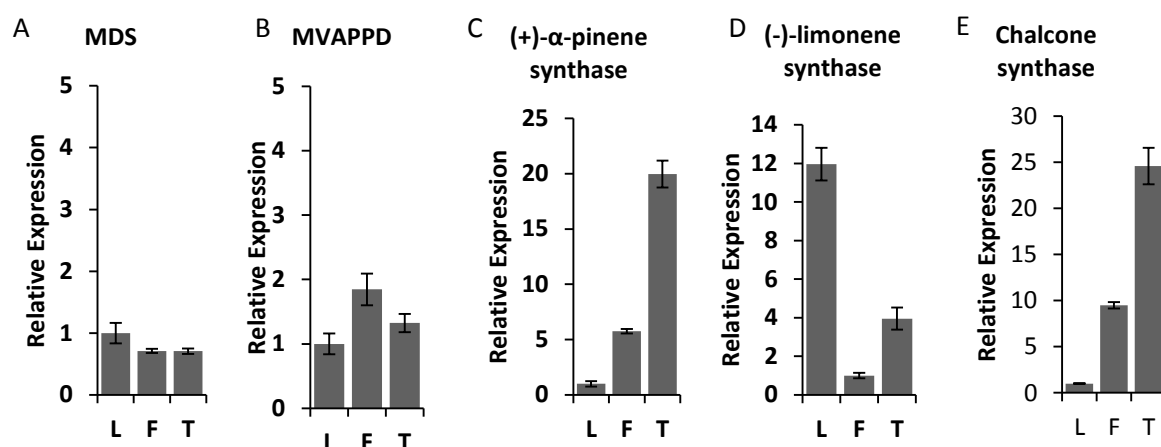 A
MDS
Relative Expression
5
4
3
2
1
0
L F T
B
MVAPPD
Relative Expression
5
4
3
2
1
0
L F T
C
(+)-α-pinene
synthase
Relative Expression
25
20
15
10
5
0
L F T
D
(-)-limonene
synthase
Relative Expression
14
12
10
8
6
4
2
0
L F T
E
Chalcone
synthase
Relative Expression
30
25
20
15
10
5
0
L F T